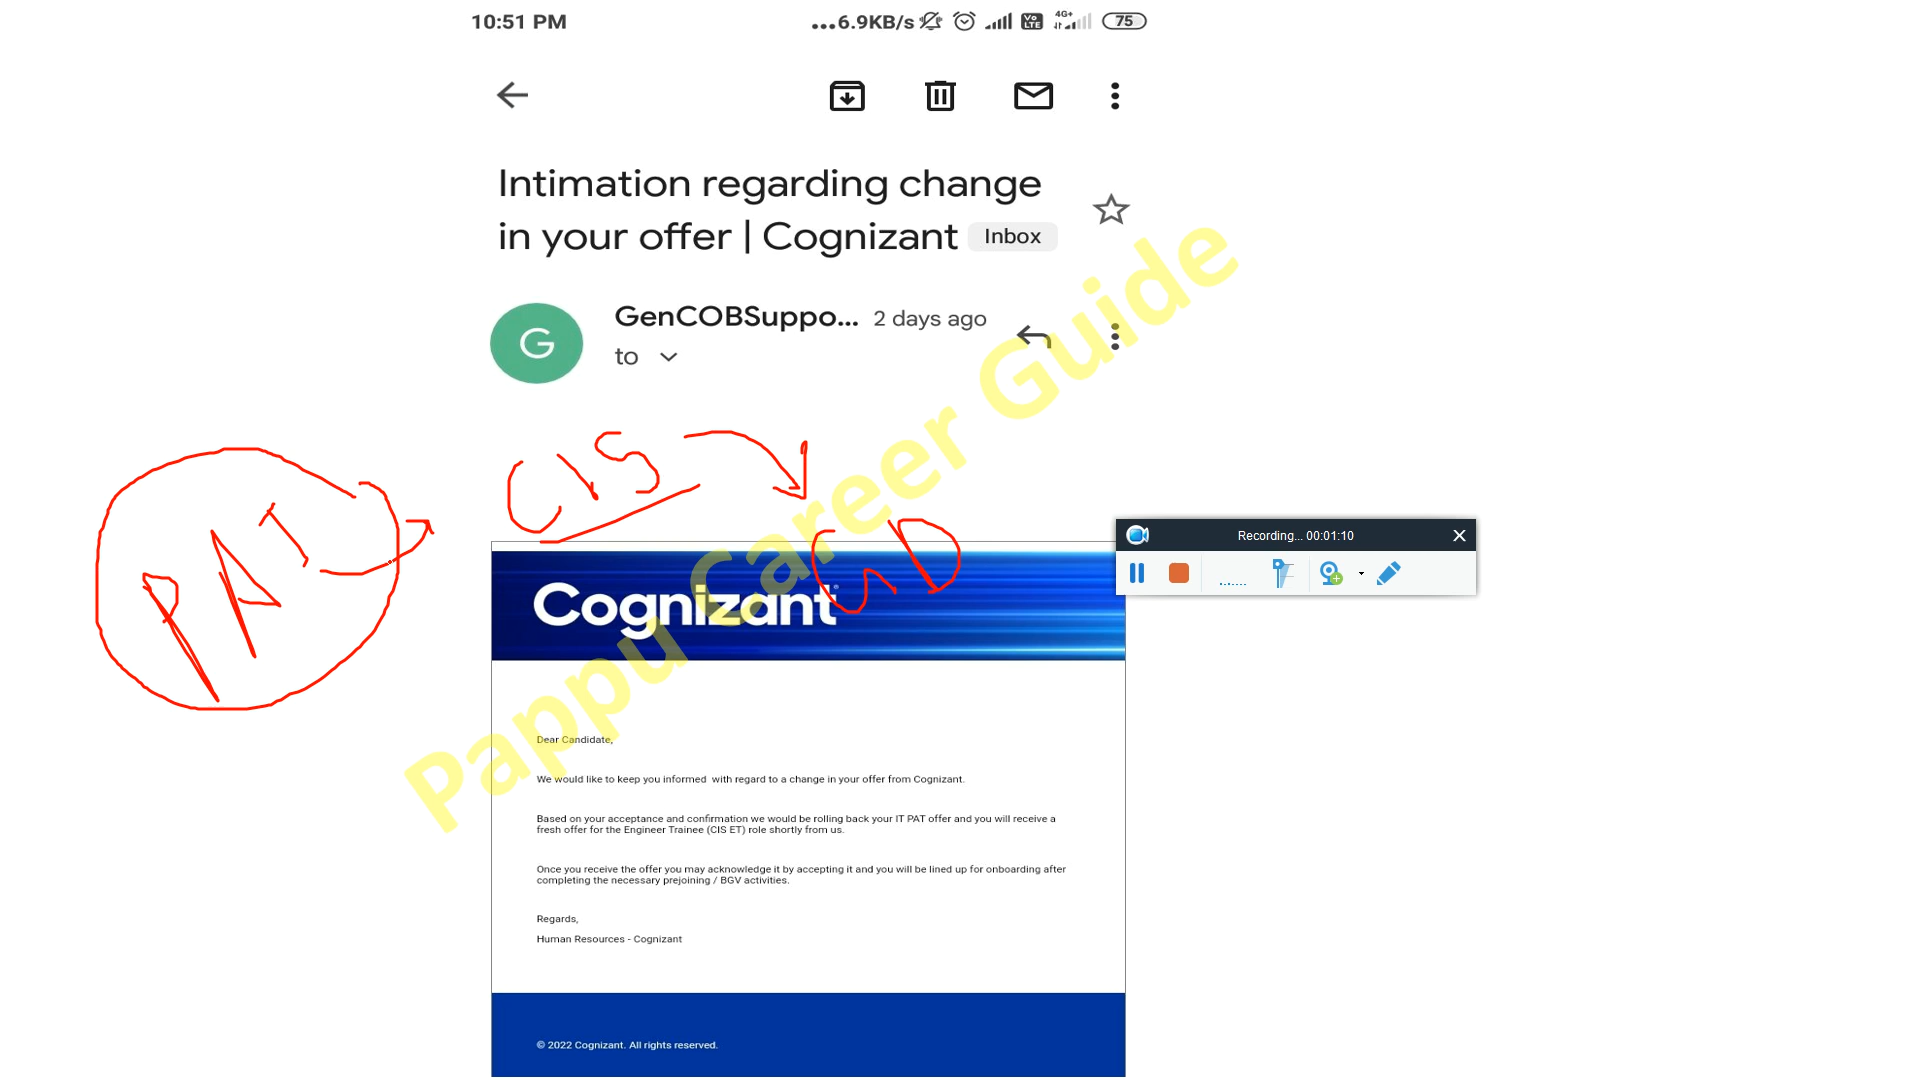 10:51 PM
...6.9KB/s
Vo LTE
4G+
75
Intimation regarding change
in your offer | Cognizant Inbox
G
GenCOBSuppo... 2 days ago
to
CIS
PAT
Recording... 00:01:10
Cognizant
Pappu Career Guide
Dear Candidate,
We would like to keep you informed with regard to a change in your offer from Cognizant.
Based on your acceptance and confirmation we would be rolling back your IT PAT offer and you will receive a
fresh offer for the Engineer Trainee (CIS ET) role shortly from us.
Once you receive the offer you may acknowledge it by accepting it and you will be lined up for onboarding after
completing the necessary prejoining / BGV activities.
Regards,
Human Resources - Cognizant
© 2022 Cognizant. All rights reserved.